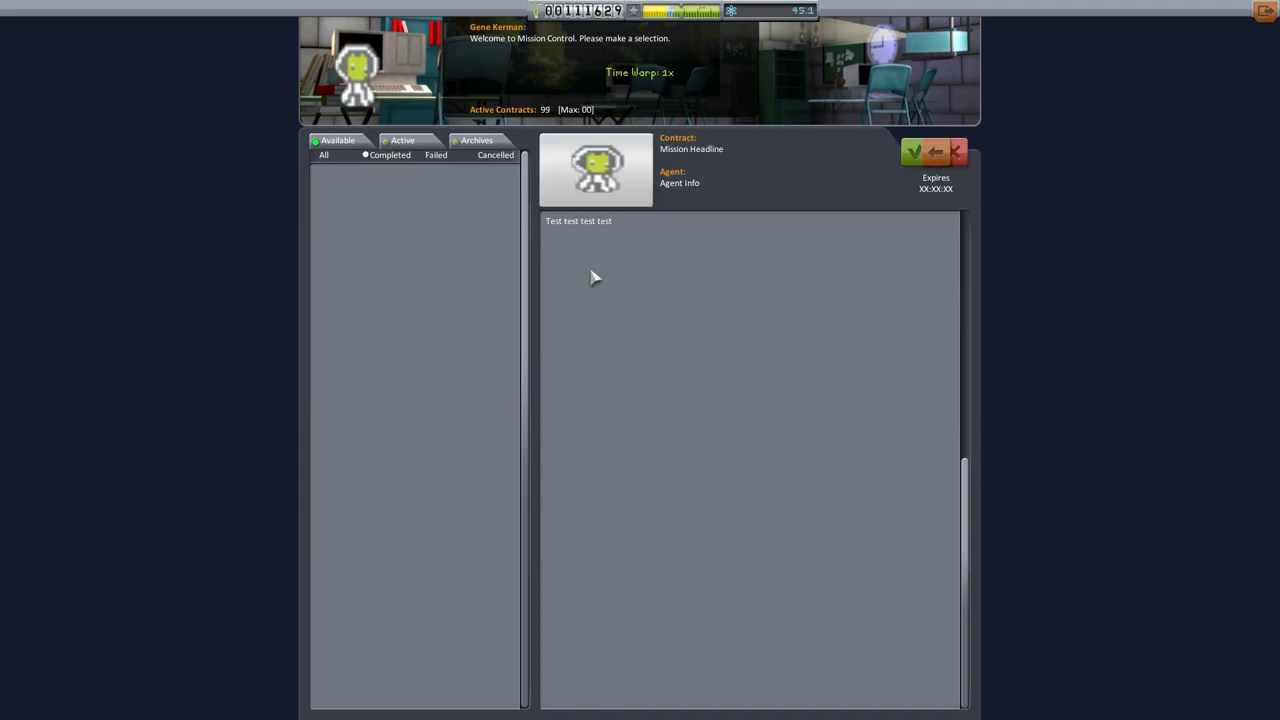 00111629 45.1
Gene Kerman:
Welcome to Mission Control. Please make a selection.
Time Warp: 1x
Active Contracts: 99 [Max: 00]
Available Active Archives
All Completed Failed Cancelled
Contract:
Mission Headline
Agent:
Agent Info
Expires
XX:XX:XX
Test test test test